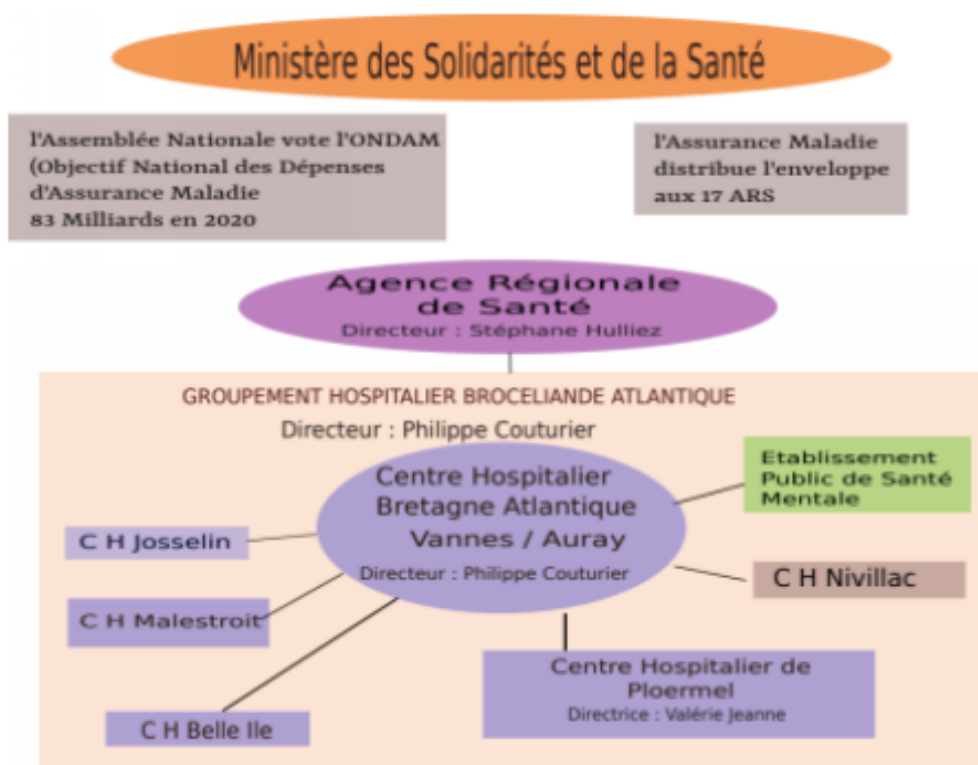 Ministère des Solidarités et de la Santé
l'Assemblée Nationale vote l'ONDAM
(Objectif National des Dépenses
d'Assurance Maladie
83 Milliards en 2020
l'Assurance Maladie
distribue l'enveloppe
aux 17 ARS
Agence Régionale
de Santé
Directeur : Stéphane Hulliez
GROUPEMENT HOSPITALIER BROCELIANDE ATLANTIQUE
Directeur : Philippe Couturier
Centre Hospitalier
Bretagne Atlantique
Vannes / Auray
Directeur : Philippe Couturier
Etablissement
Public de Santé
Mentale
C H Josselin
C H Nivillac
C H Malestroit
Centre Hospitalier de
Ploermel
Directrice : Valérie Jeanne
C H Belle Ile